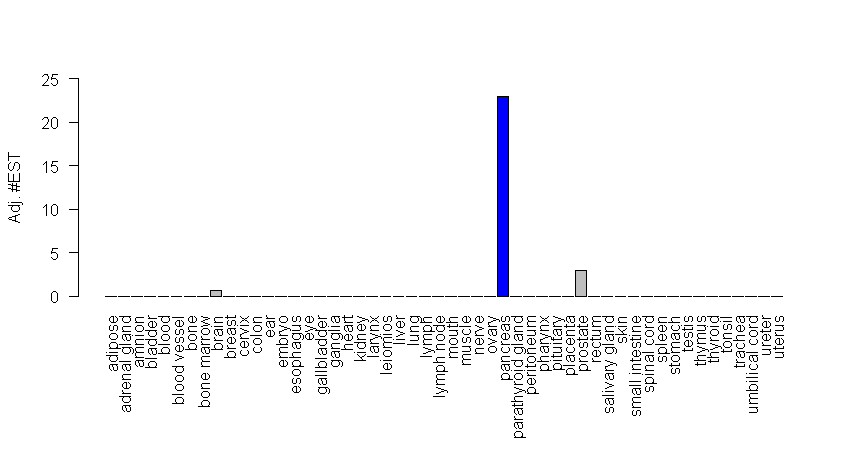 25
20
15
10
5
0
Adj. #EST
adipose
adrenal gland
amnion
bladder
blood
blood vessel
bone
bone marrow
brain
breast
cervix
colon
ear
embryo
esophagus
eye
gallbladder
ganglia
heart
kidney
larynx
leiomios
liver
lung
lymph
lymph node
mouth
muscle
nerve
ovary
pancreas
parathyroid gland
peritoneum
pharynx
pituitary
placenta
prostate
rectum
salivary gland
skin
small intestine
spinal cord
spleen
stomach
testis
thymus
thyroid
tonsil
trachea
umbilical cord
ureter
uterus